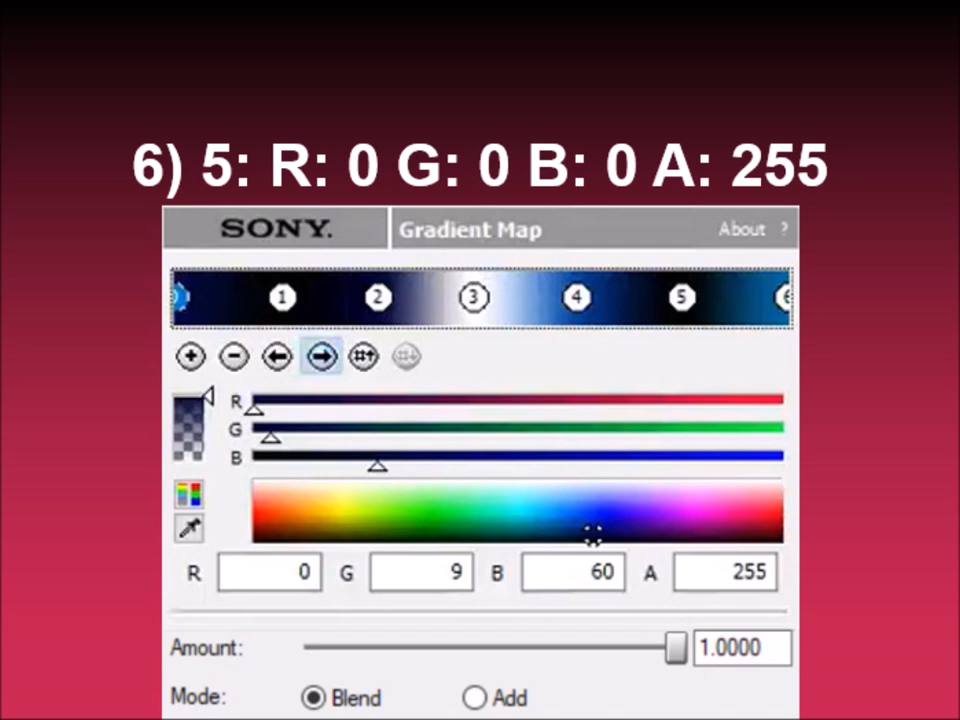 6) 5: R: 0 G: 0 B: 0 A: 255
SONY. Gradient Map About ?
1 2 3 4 5 6
R
G
B
R 0 G 9 B 60 A 255
Amount: 1.0000
Mode: Blend Add